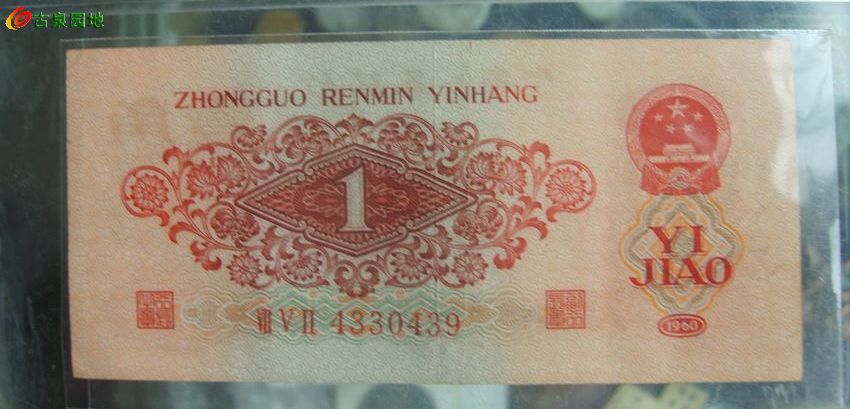 古泉园地
ZHONGGUO RENMIN YINHANG
1
YI
JIAO
VIII V II 4330439
1960